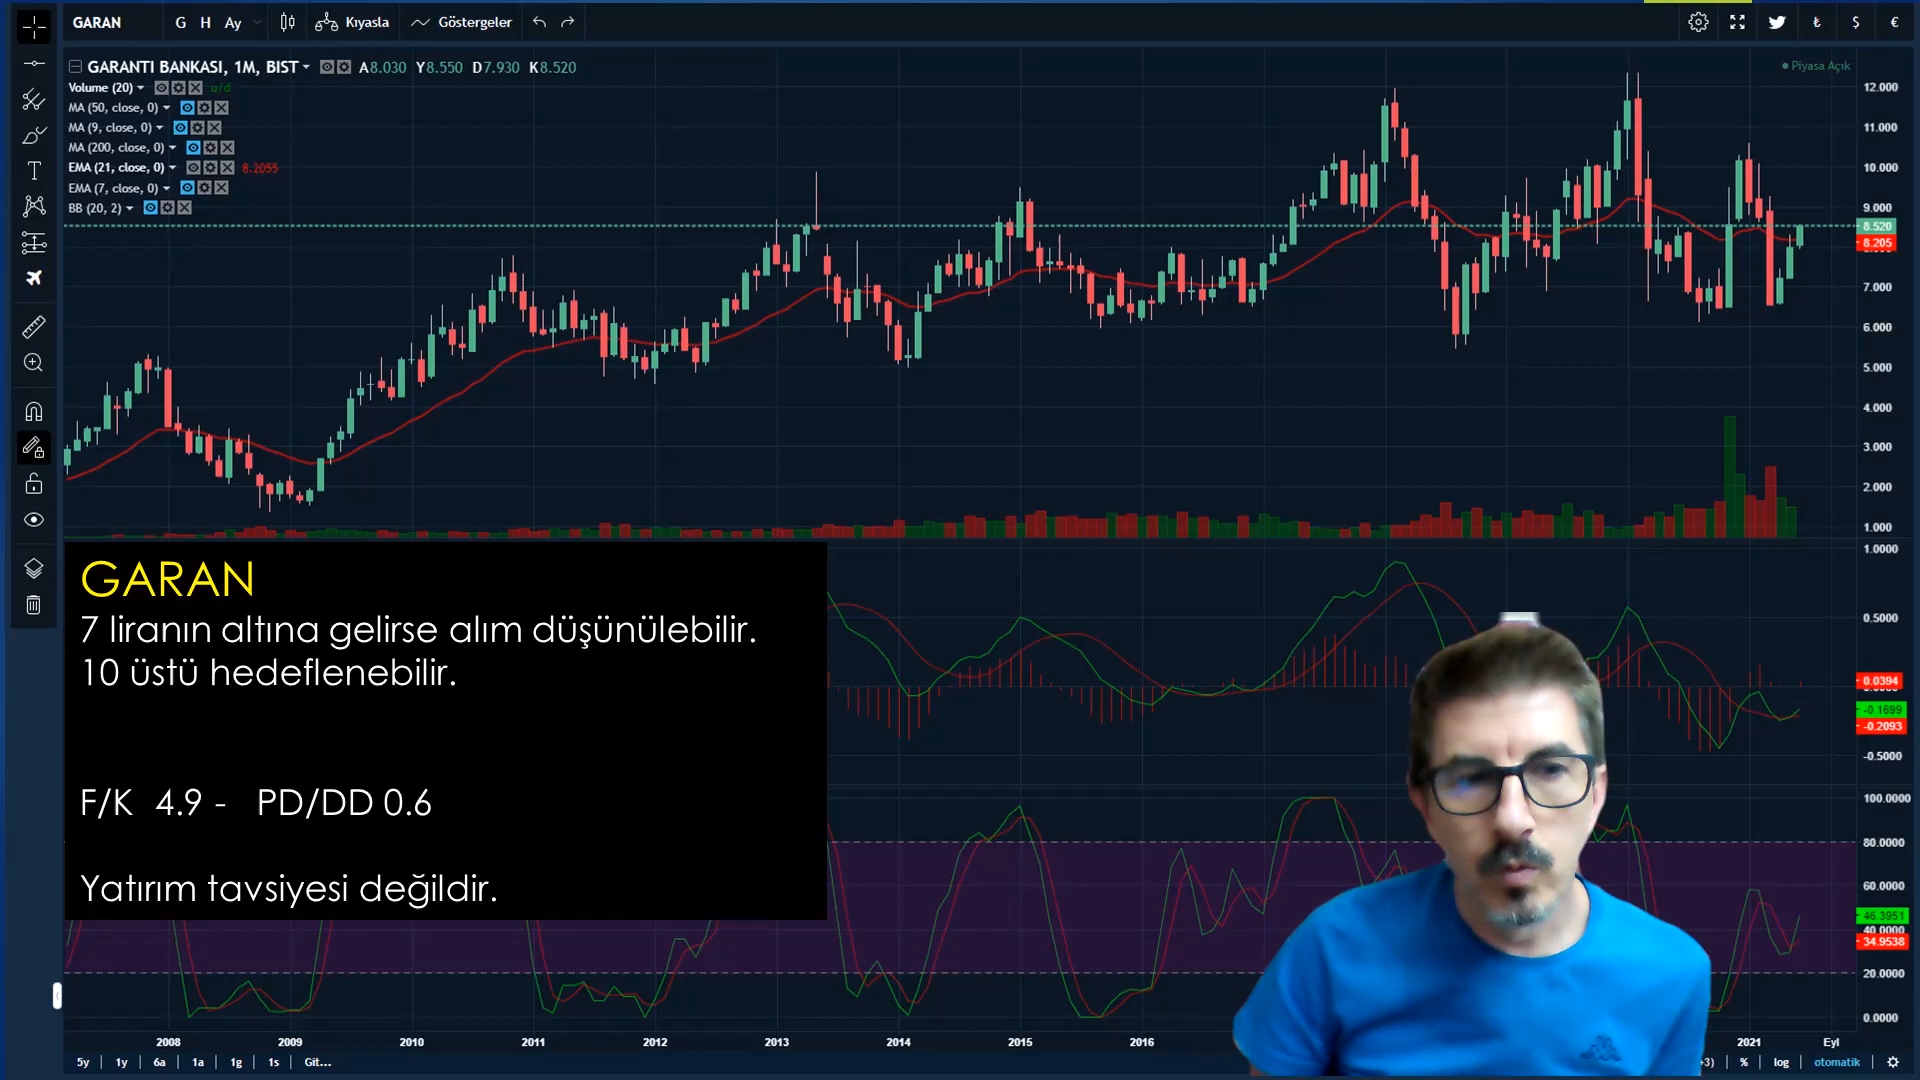 GARAN
G H Ay
Kıyasla
Göstergeler
₺ $ €
GARANTI BANKASI, 1M, BIST A8.030 Y8.550 D7.930 K8.520
Piyasa Açık
Volume (20) u/d
MA (50, close, 0)
MA (9, close, 0)
MA (200, close, 0)
EMA (21, close, 0) 8.2055
EMA (7, close, 0)
BB (20, 2)
12.000
11.000
10.000
9.000
8.520
8.205
7.000
6.000
5.000
4.000
3.000
2.000
1.000
1.0000
0.5000
0.0394
-0.1699
-0.2093
-0.5000
100.0000
80.0000
60.0000
46.3951
40.0000
34.9538
20.0000
0.0000
GARAN
7 liranın altına gelirse alım düşünülebilir.
10 üstü hedeflenebilir.
F/K 4.9 - PD/DD 0.6
Yatırım tavsiyesi değildir.
2008 2009 2010 2011 2012 2013 2014 2015 2016 2021 Eyl
5y 1y 6a 1a 1g 1s Git... +3) % log otomatik